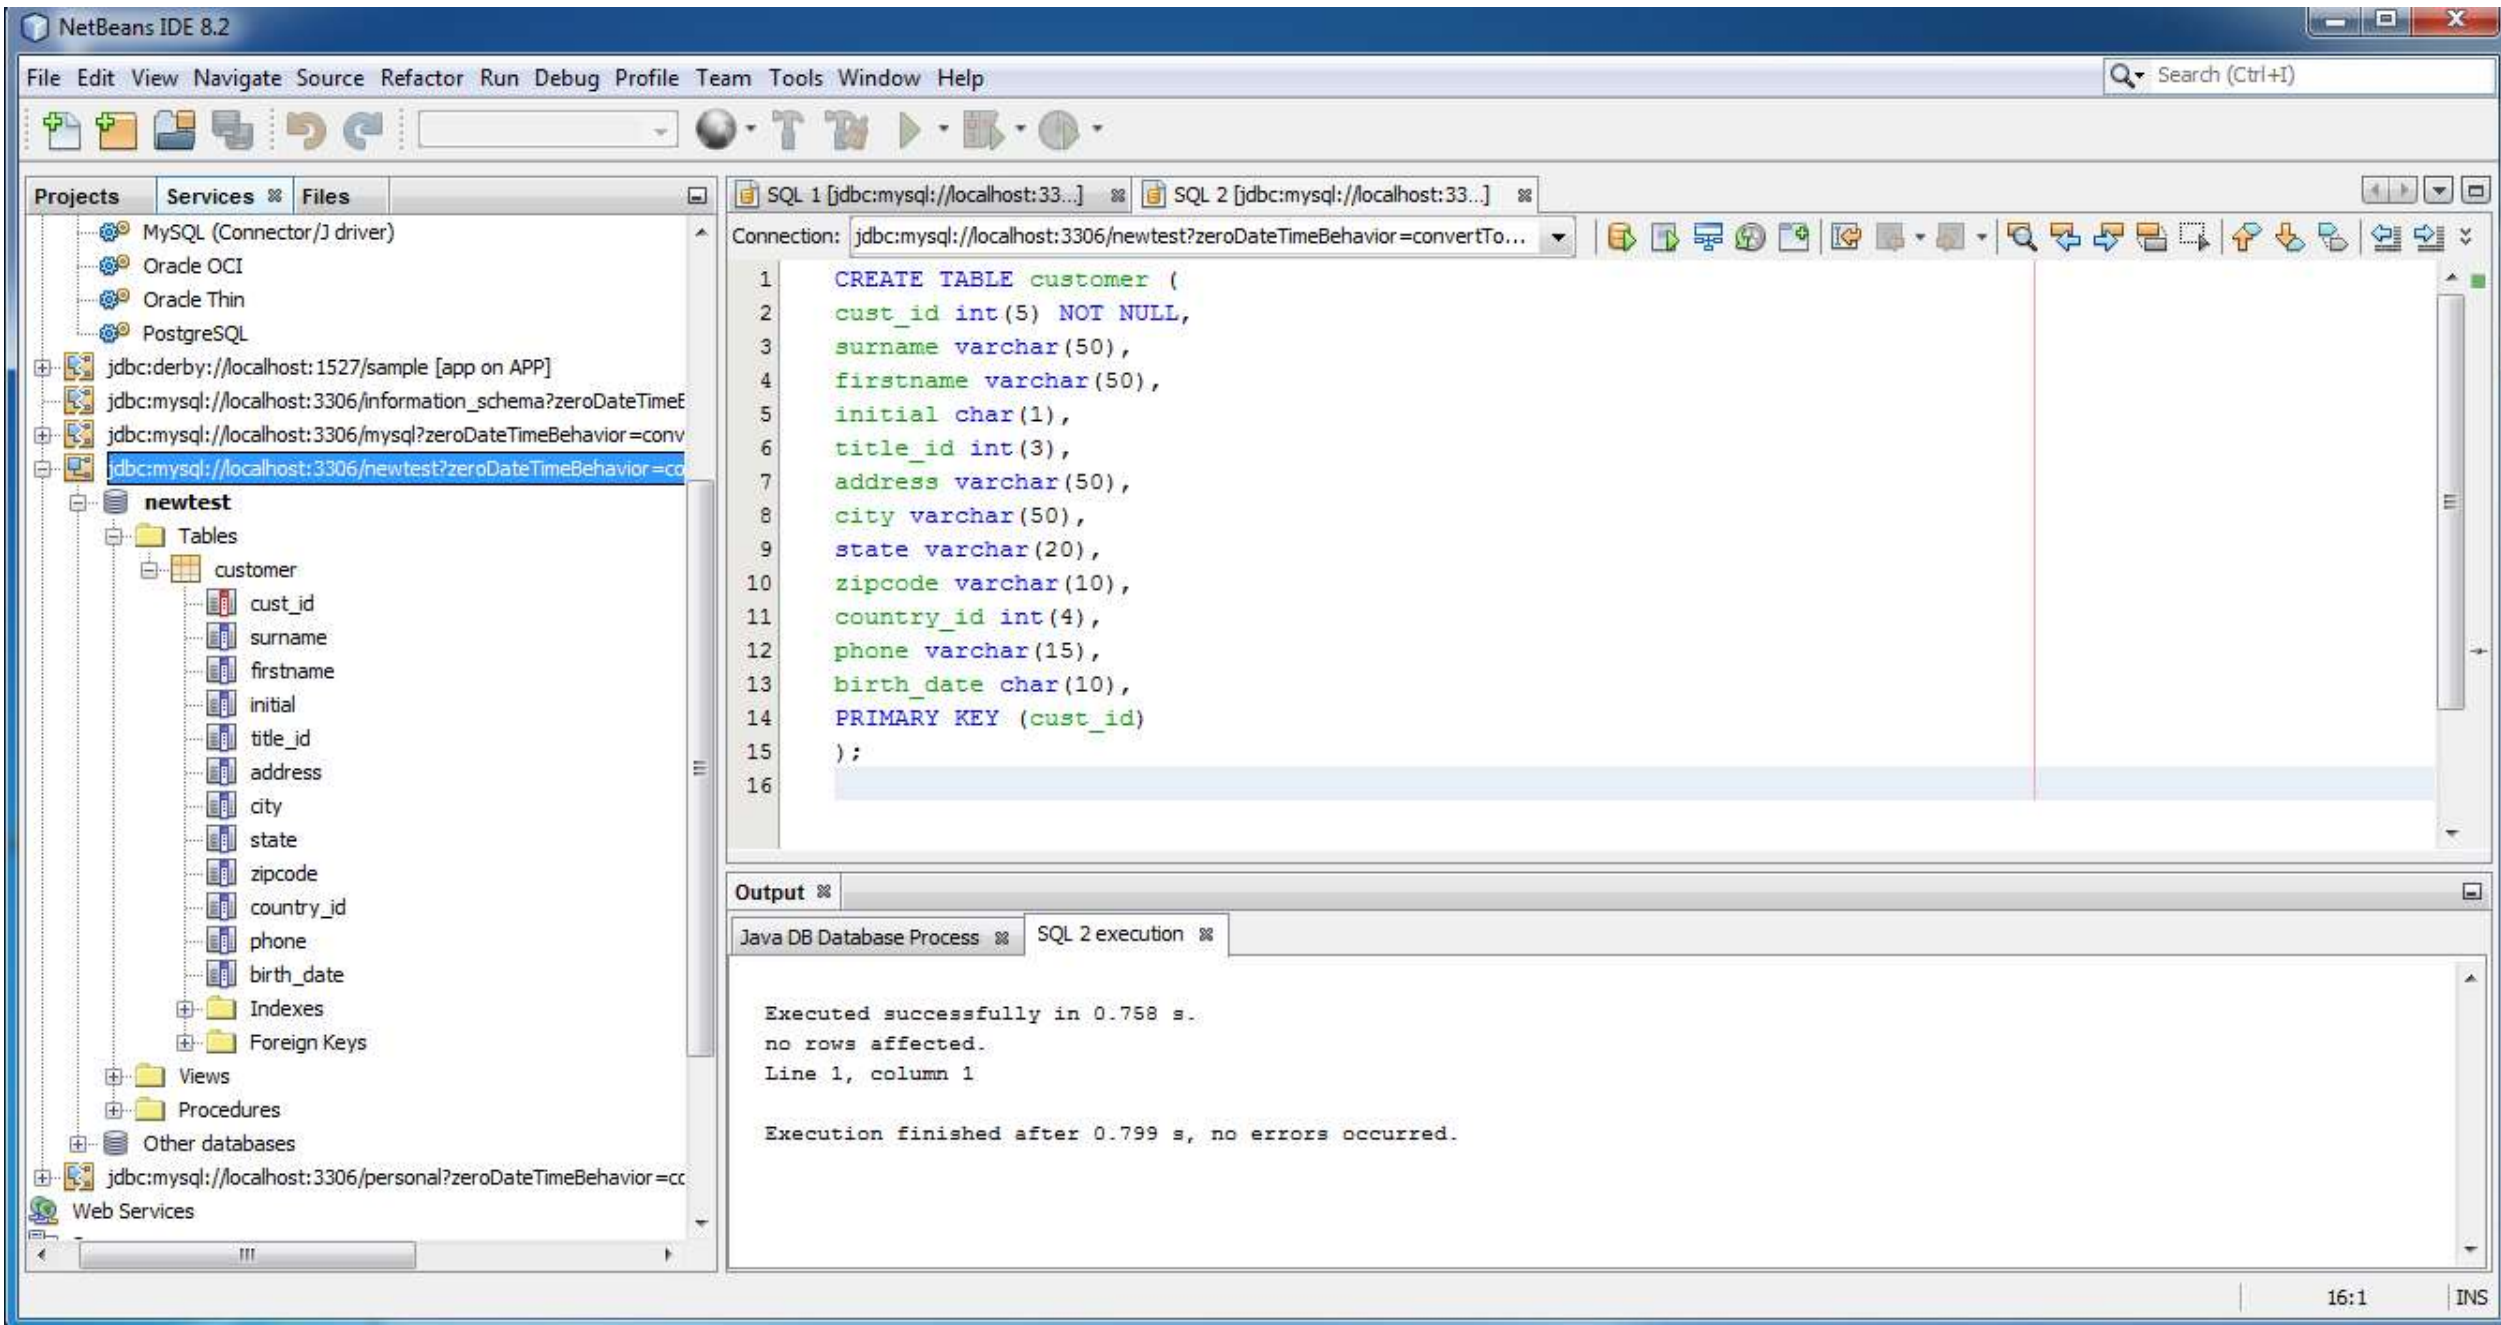 NetBeans IDE 8.2
File Edit View Navigate Source Refactor Run Debug Profile Team Tools Window Help
Search (Ctrl+I)
Projects Services Files
MySQL (Connector/J driver)
Oracle OCI
Oracle Thin
PostgreSQL
jdbc:derby://localhost:1527/sample [app on APP]
jdbc:mysql://localhost:3306/information_schema?zeroDateTimeB
jdbc:mysql://localhost:3306/mysql?zeroDateTimeBehavior=conv
jdbc:mysql://localhost:3306/newtest?zeroDateTimeBehavior=co
newtest
Tables
customer
cust_id
surname
firstname
initial
title_id
address
city
state
zipcode
country_id
phone
birth_date
Indexes
Foreign Keys
Views
Procedures
Other databases
jdbc:mysql://localhost:3306/personal?zeroDateTimeBehavior=cc
Web Services
SQL 1 [jdbc:mysql://localhost:33...] SQL 2 [jdbc:mysql://localhost:33...]
Connection: jdbc:mysql://localhost:3306/newtest?zeroDateTimeBehavior=convertTo...
1 CREATE TABLE customer (
2 cust_id int(5) NOT NULL,
3 surname varchar(50),
4 firstname varchar(50),
5 initial char(1),
6 title_id int(3),
7 address varchar(50),
8 city varchar(50),
9 state varchar(20),
10 zipcode varchar(10),
11 country_id int(4),
12 phone varchar(15),
13 birth_date char(10),
14 PRIMARY KEY (cust_id)
15 );
16
Output
Java DB Database Process SQL 2 execution
Executed successfully in 0.758 s.
no rows affected.
Line 1, column 1
Execution finished after 0.799 s, no errors occurred.
16:1 INS